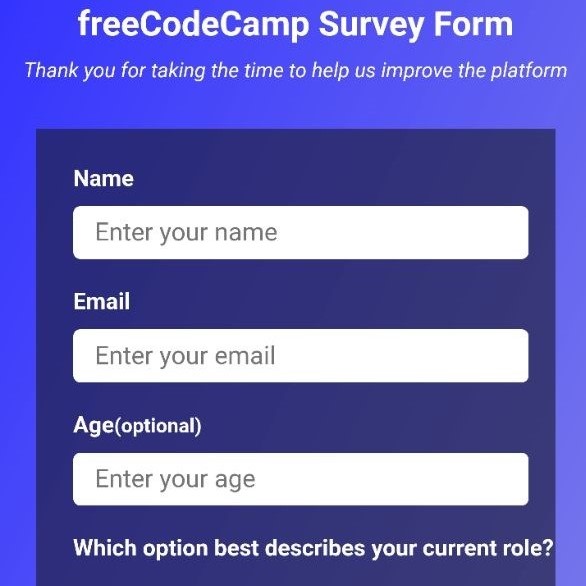 freeCodeCamp Survey Form
Thank you for taking the time to help us improve the platform
Name
Enter your name
Email
Enter your email
Age(optional)
Enter your age
Which option best describes your current role?